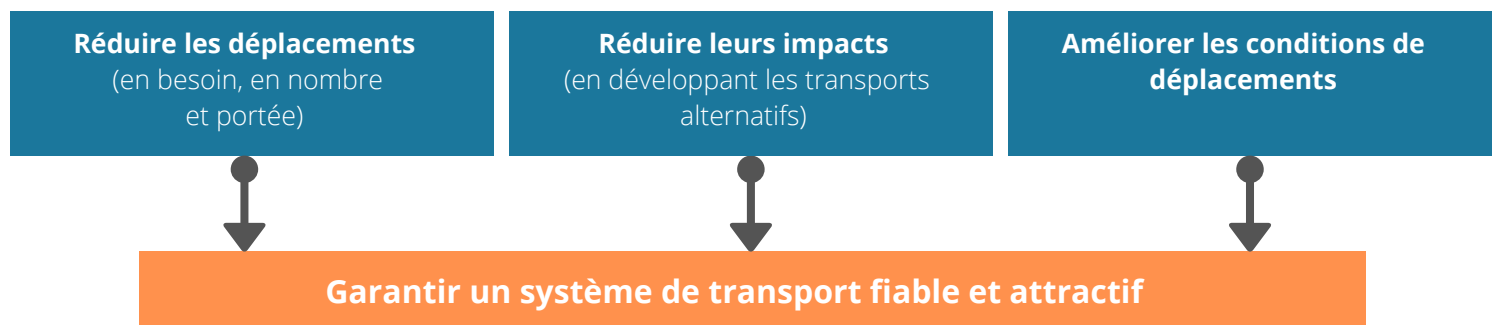 Réduire les déplacements
(en besoin, en nombre
et portée)
Réduire leurs impacts
(en développant les transports
alternatifs)
Améliorer les conditions de
déplacements
Garantir un système de transport fiable et attractif